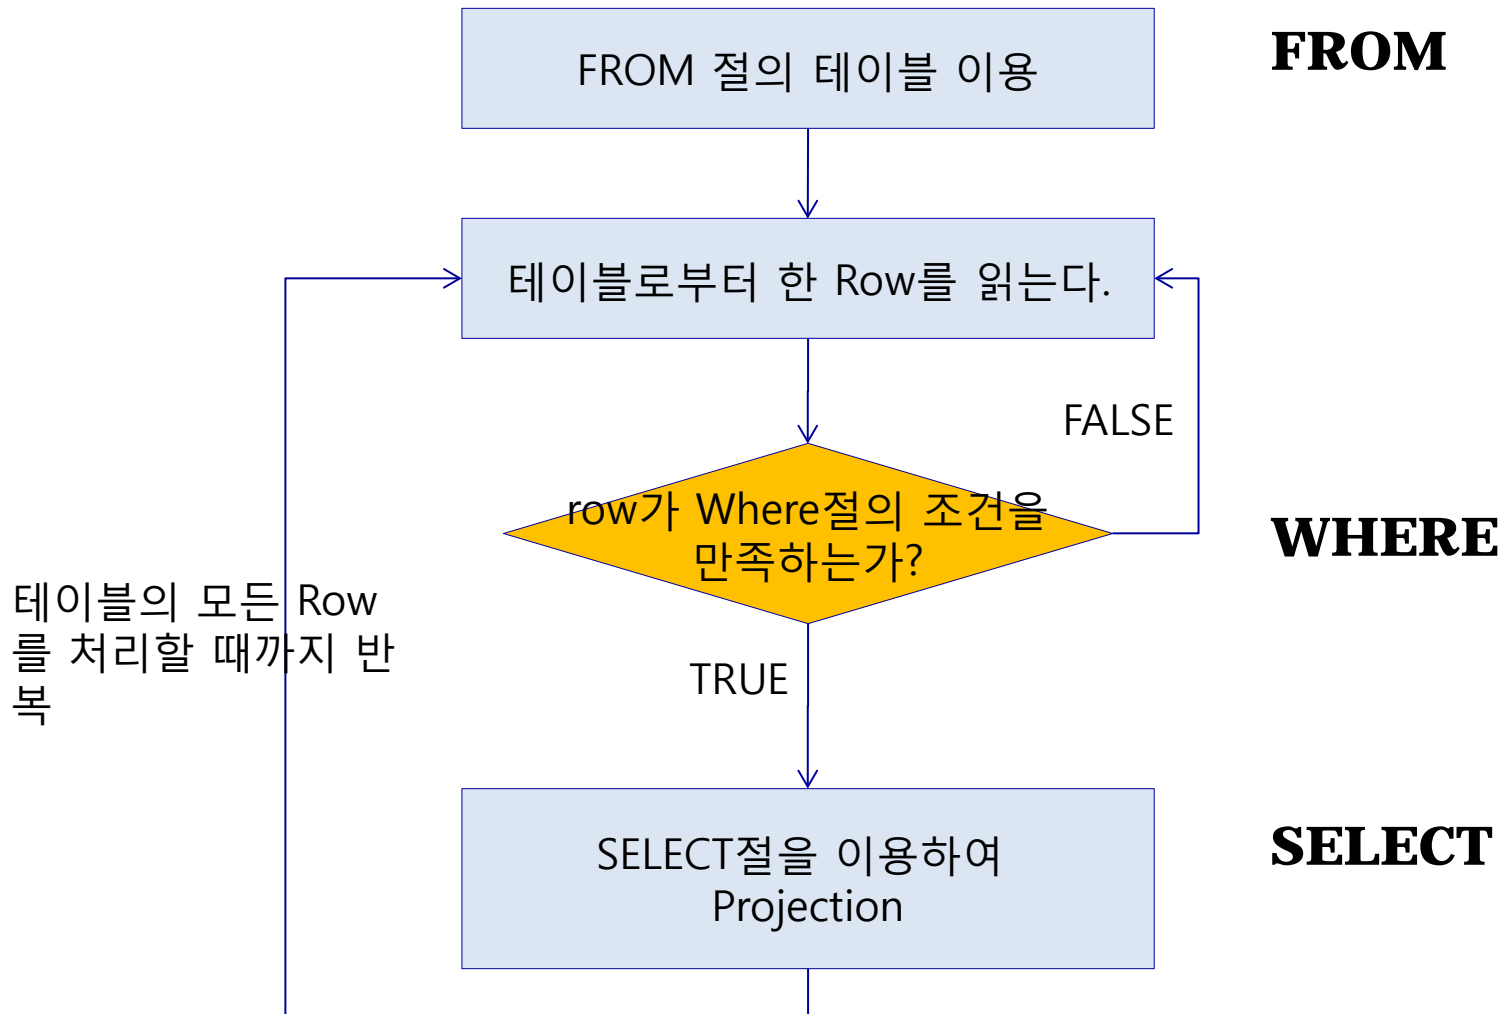 FROM 절의 테이블 이용
FROM
테이블로부터 한 Row를 읽는다.
FALSE
row가 Where절의 조건을
만족하는가?
WHERE
테이블의 모든 Row
를 처리할 때까지 반
복
TRUE
SELECT절을 이용하여
Projection
SELECT